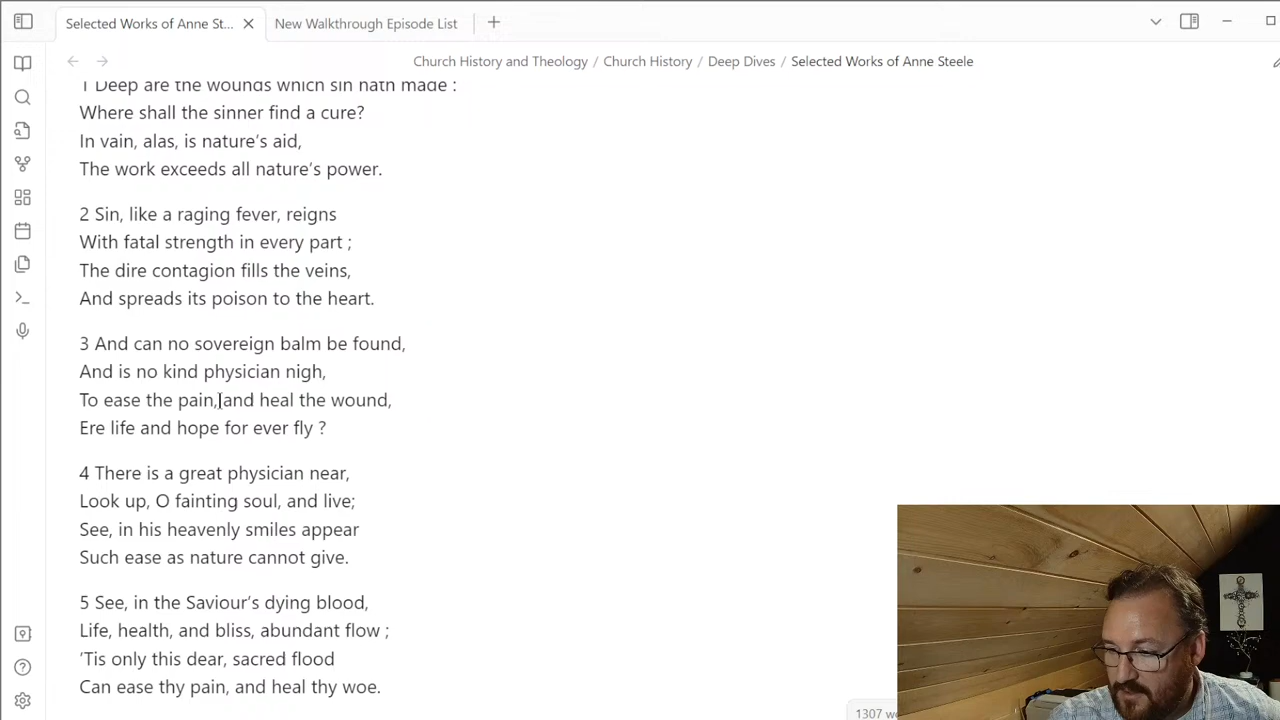 Selected Works of Anne St...
New Walkthrough Episode List
Church History and Theology / Church History / Deep Dives / Selected Works of Anne Steele
1 Deep are the wounds which sin hath made :
Where shall the sinner find a cure?
In vain, alas, is nature's aid,
The work exceeds all nature's power.
2 Sin, like a raging fever, reigns
With fatal strength in every part ;
The dire contagion fills the veins,
And spreads its poison to the heart.
3 And can no sovereign balm be found,
And is no kind physician nigh,
To ease the pain, and heal the wound,
Ere life and hope for ever fly ?
4 There is a great physician near,
Look up, O fainting soul, and live;
See, in his heavenly smiles appear
Such ease as nature cannot give.
5 See, in the Saviour's dying blood,
Life, health, and bliss, abundant flow ;
'Tis only this dear, sacred flood
Can ease thy pain, and heal thy woe.
1307